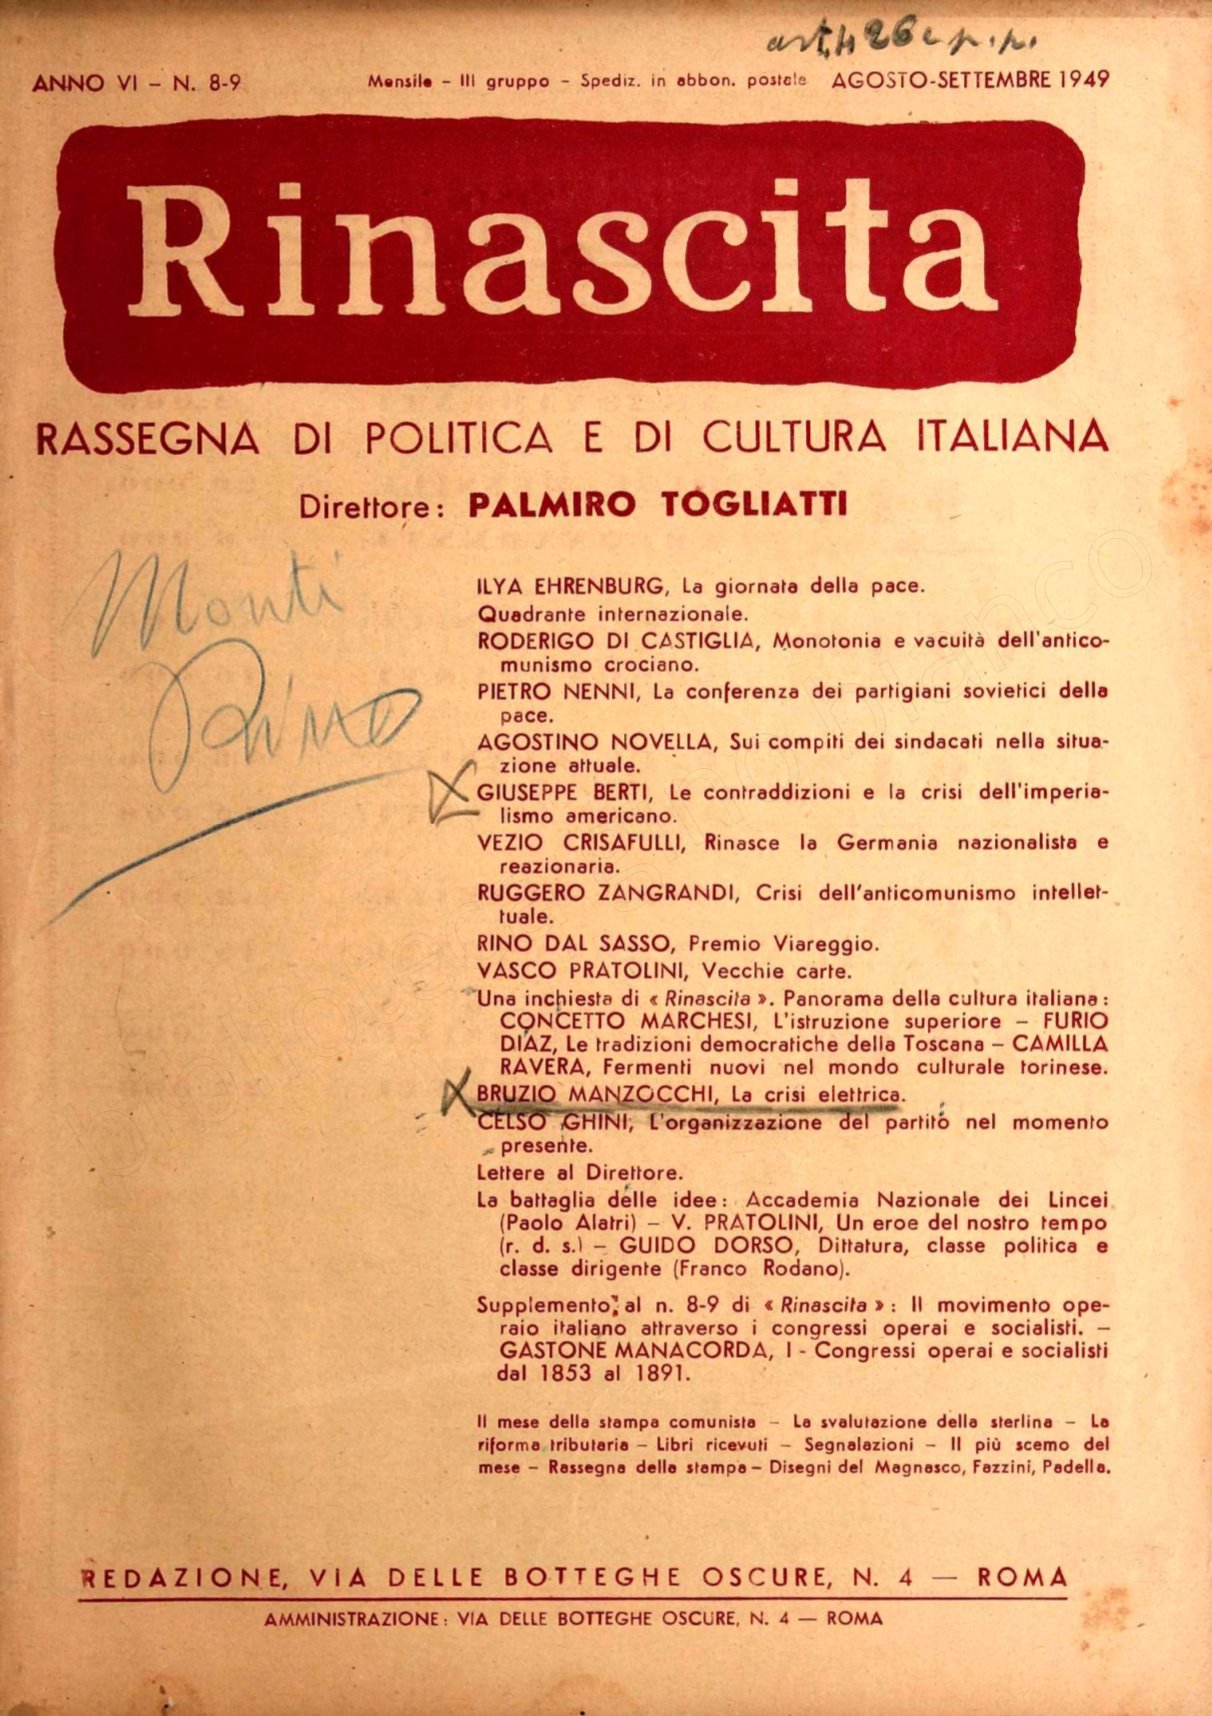 ANNO VI - N. 8-9
Mensile - III gruppo - Spediz. in abbon. postale
AGOSTO-SETTEMBRE 1949
Rinascita
RASSEGNA DI POLITICA E DI CULTURA ITALIANA
Direttore: PALMIRO TOGLIATTI
Monti
Rino
ILYA EHRENBURG, La giornata della pace.
Quadrante internazionale.
RODERIGO DI CASTIGLIA, Monotonia e vacuità dell'antico-
munismo crociano.
PIETRO NENNI, La conferenza dei partigiani sovietici della
pace.
AGOSTINO NOVELLA, Sui compiti dei sindacati nella situa-
zione attuale.
GIUSEPPE BERTI, Le contraddizioni e la crisi dell'imperia-
lismo americano.
VEZIO CRISAFULLI, Rinasce la Germania nazionalista e
reazionaria.
RUGGERO ZANGRANDI, Crisi dell'anticomunismo intellet-
tuale.
RINO DAL SASSO, Premio Viareggio.
VASCO PRATOLINI, Vecchie carte.
Una inchiesta di « Rinascita ». Panorama della cultura italiana:
CONCETTO MARCHESI, L'istruzione superiore - FURIO
DIAZ, Le tradizioni democratiche della Toscana - CAMILLA
RAVERA, Fermenti nuovi nel mondo culturale torinese.
BRUZIO MANZOCCHI, La crisi elettrica.
CELSO GHINI, L'organizzazione del partito nel momento
presente.
Lettere al Direttore.
La battaglia delle idee: Accademia Nazionale dei Lincei
(Paolo Alatri) - V. PRATOLINI, Un eroe del nostro tempo
(r. d. s.) - GUIDO DORSO, Dittatura, classe politica e
classe dirigente (Franco Rodano).
Supplemento al n. 8-9 di « Rinascita »: Il movimento ope-
raio italiano attraverso i congressi operai e socialisti. -
GASTONE MANACORDA, I - Congressi operai e socialisti
dal 1853 al 1891.
Il mese della stampa comunista - La svalutazione della sterlina - La
riforma tributaria - Libri ricevuti - Segnalazioni - Il più scemo del
mese - Rassegna della stampa - Disegni del Magnasco, Fazzini, Padella.
REDAZIONE, VIA DELLE BOTTEGHE OSCURE, N. 4 — ROMA
AMMINISTRAZIONE: VIA DELLE BOTTEGHE OSCURE, N. 4 — ROMA